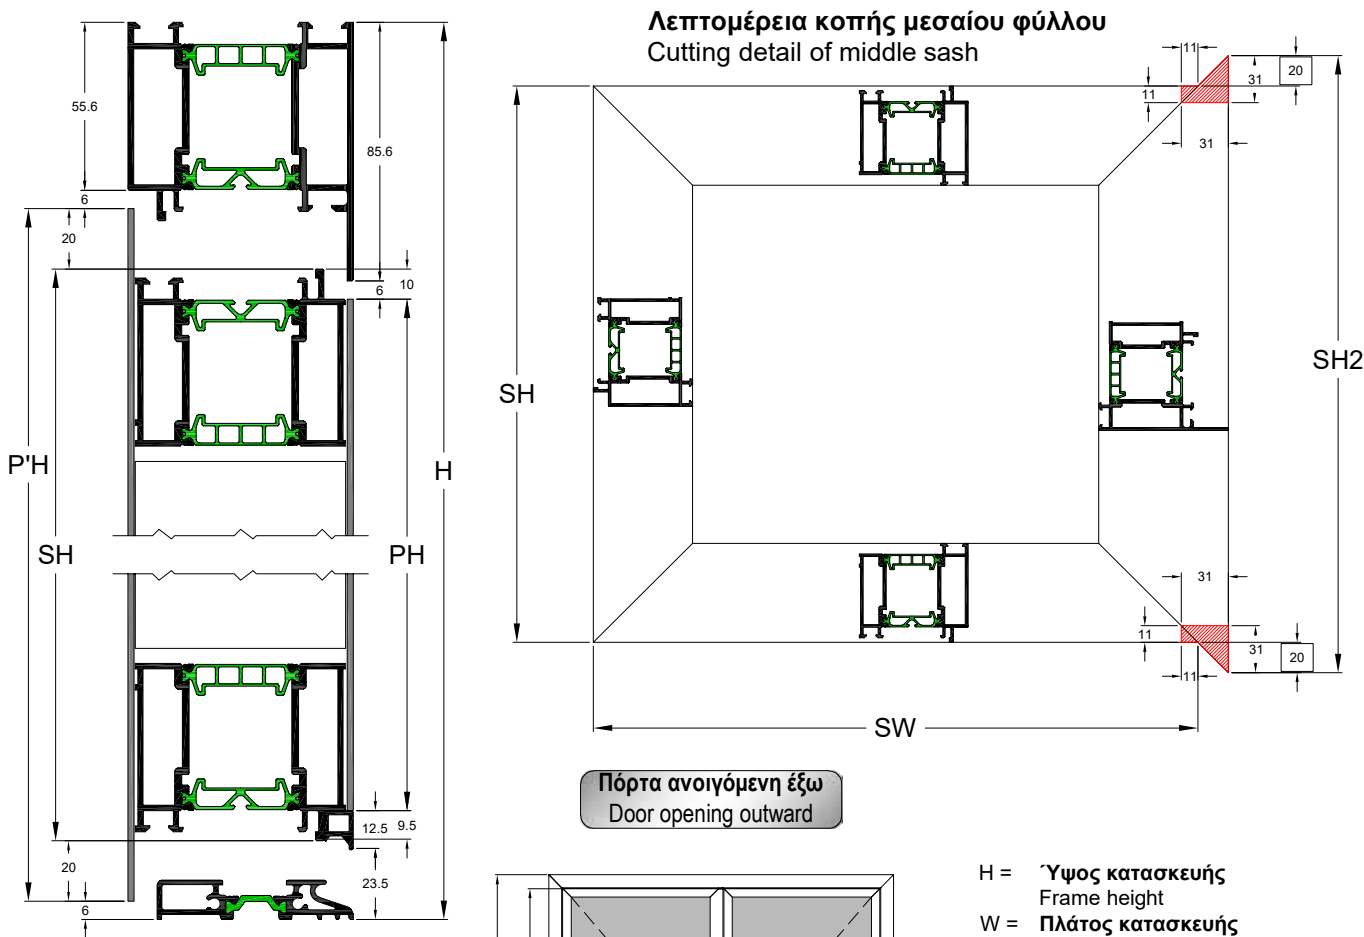 Λεπτομέρεια κοπής μεσαίου φύλλου
Cutting detail of middle sash
55.6
6
20
85.6
6
10
P'H
SH
PH
H
12.5
9.5
20
23.5
6
11
31
20
11
31
SH
SH2
31
11
31
20
11
SW
Πόρτα ανοιγόμενη έξω
Door opening outward
H = Ύψος κατασκευής
Frame height
W = Πλάτος κατασκευής